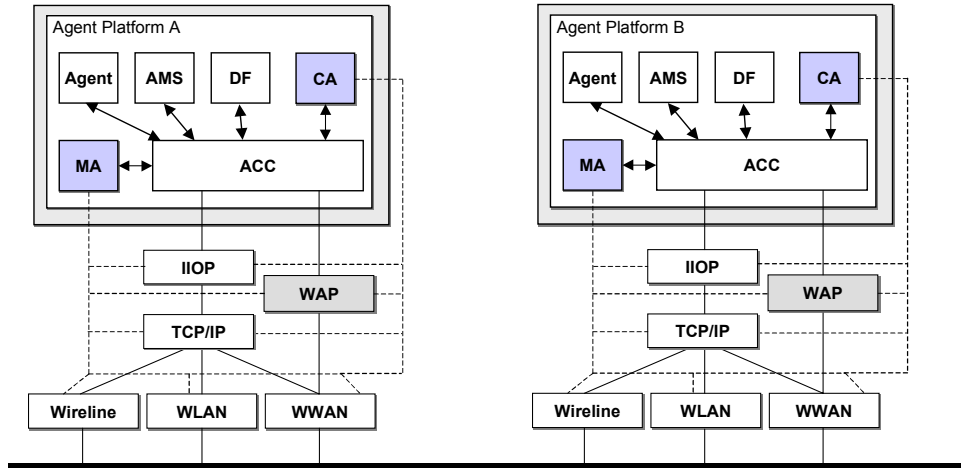 Agent Platform A
Agent AMS DF CA
MA ACC
IIOP
WAP
TCP/IP
Wireline WLAN WWAN
Agent Platform B
Agent AMS DF CA
MA ACC
IIOP
WAP
TCP/IP
Wireline WLAN WWAN